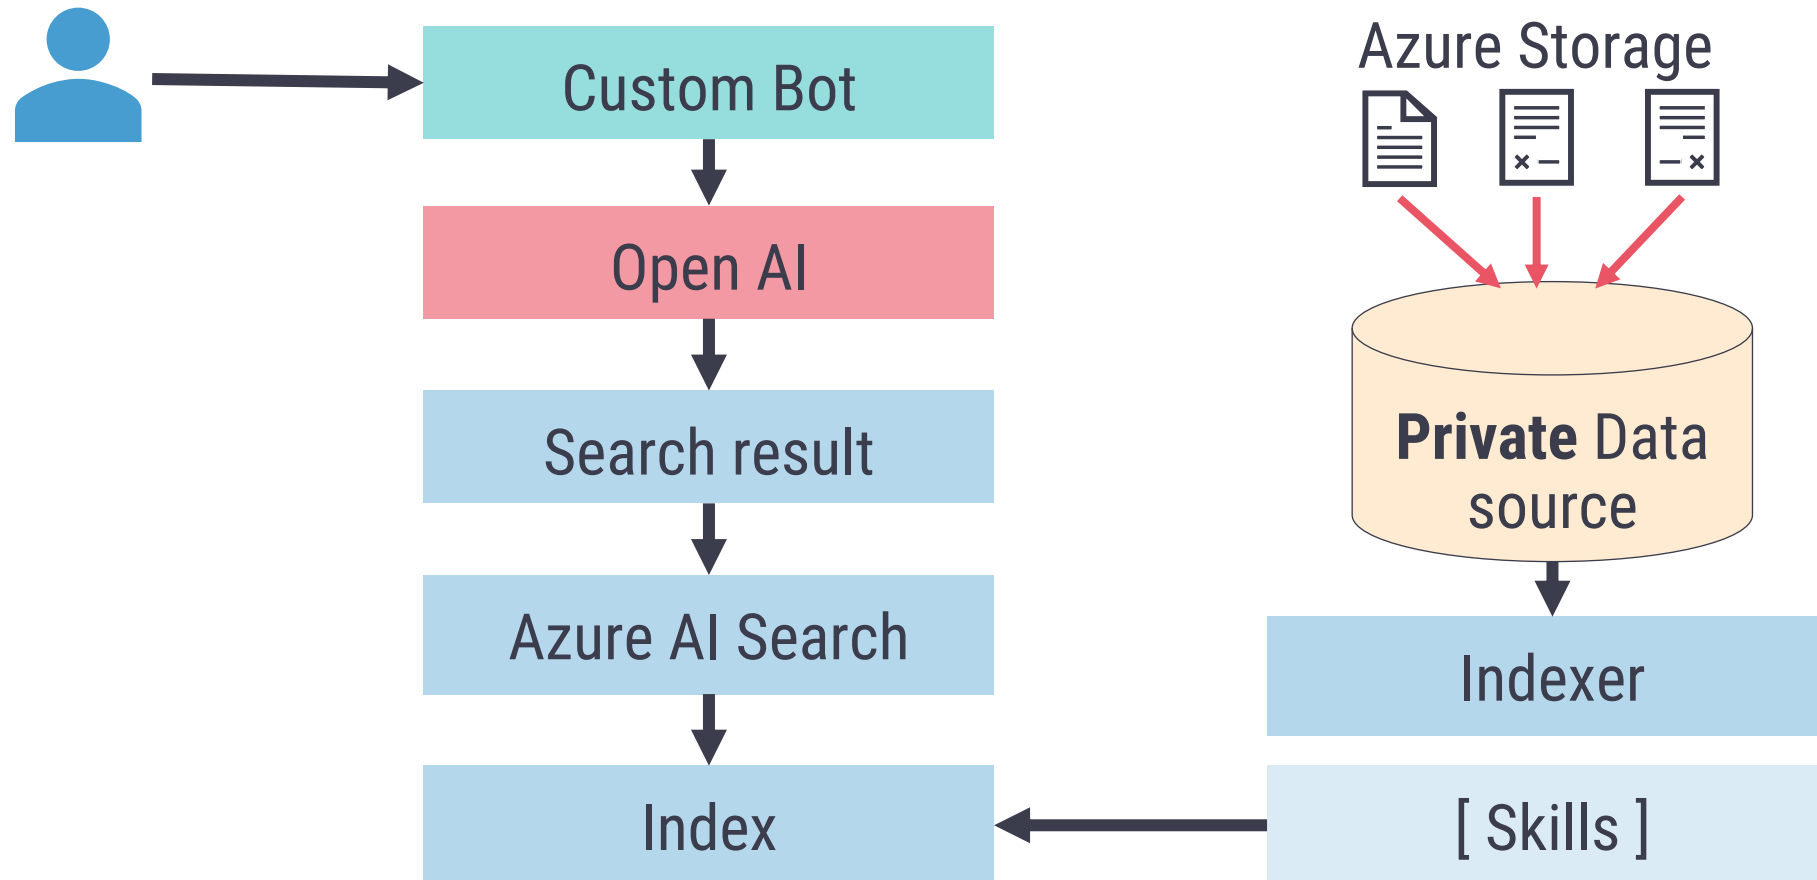 Custom Bot
Open AI
Search result
Azure AI Search
Index
Azure Storage
Private Data
source
Indexer
[ Skills ]